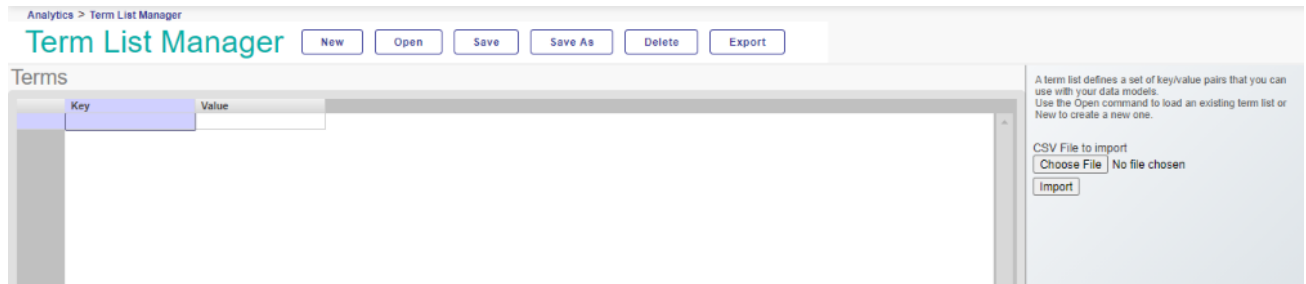 Analytics > Term List Manager
Term List Manager
New Open Save Save As Delete Export
Terms
Key Value
A term list defines a set of key/value pairs that you can
use with your data models.
Use the Open command to load an existing term list or
New to create a new one.
CSV File to import
Choose File No file chosen
Import